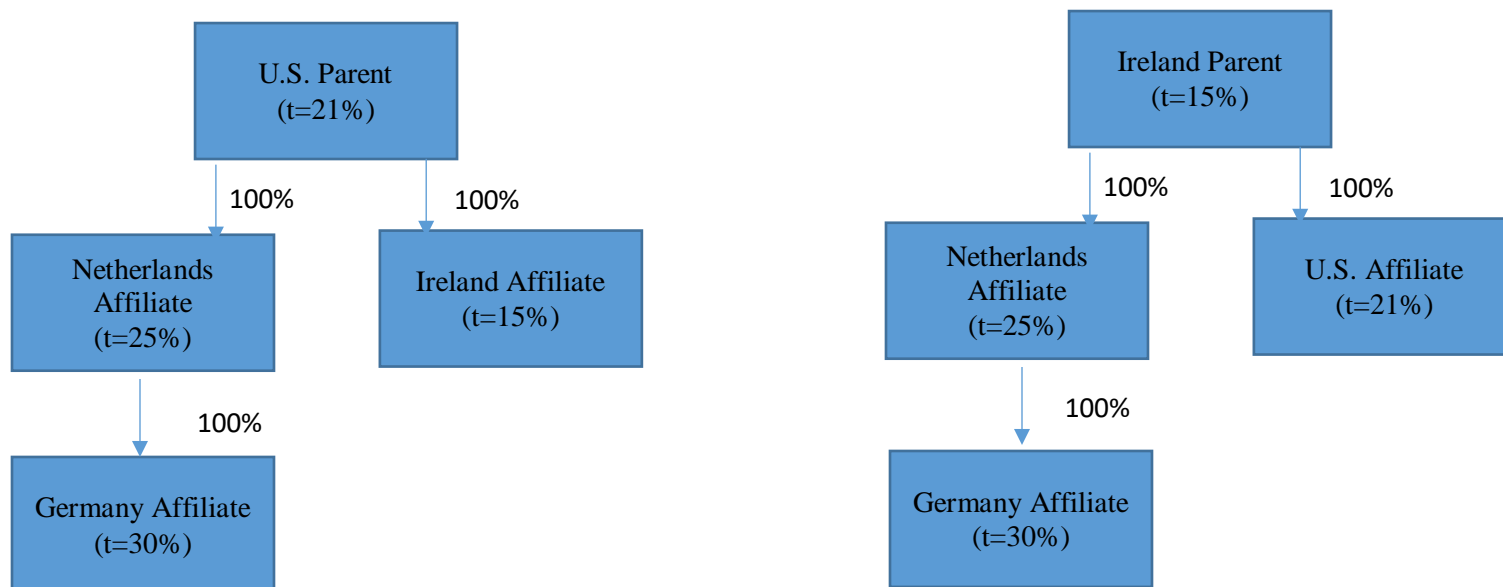 U.S. Parent
(t=21%)
100%
100%
Netherlands
Affiliate
(t=25%)
Ireland Affiliate
(t=15%)
100%
Germany Affiliate
(t=30%)
Ireland Parent
(t=15%)
100%
100%
Netherlands
Affiliate
(t=25%)
U.S. Affiliate
(t=21%)
100%
Germany Affiliate
(t=30%)